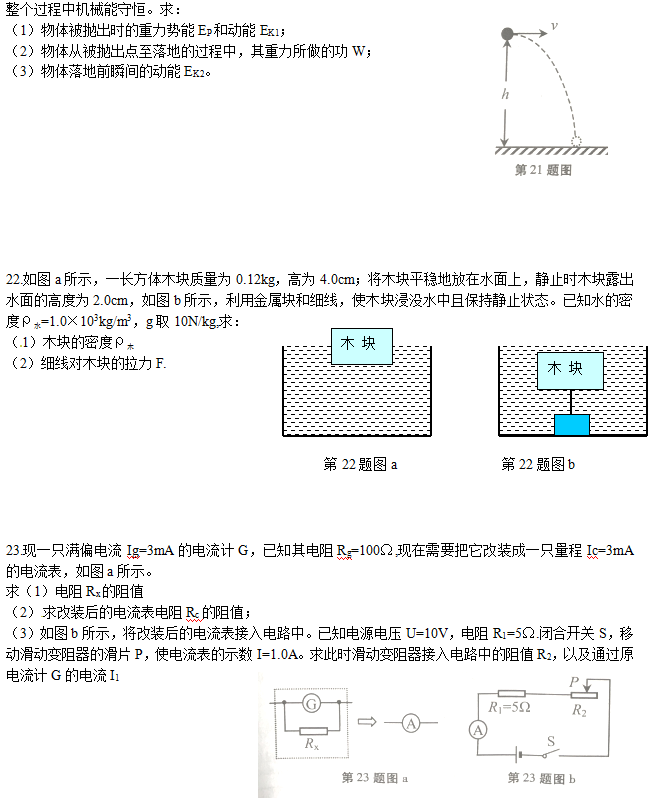 整个过程中机械能守恒。求：
（1）物体被抛出时的重力势能 EP 和动能 EK1；
（2）物体从被抛出点至落地的过程中，其重力所做的功 W；
（3）物体落地前瞬间的动能 EK2。
v
h
第 21 题图
22.如图 a 所示，一长方体木块质量为 0.12kg，高为 4.0cm；将木块平稳地放在水面上，静止时木块露出
水面的高度为 2.0cm，如图 b 所示，利用金属块和细线，使木块浸没水中且保持静止状态。已知水的密
度ρ水=1.0×10³kg/m³，g 取 10N/kg,求：
（.1）木块的密度ρ木
（2）细线对木块的拉力 F.
木 块
木 块
第 22题图 a
第 22 题图 b
23.现一只满偏电流 Ig=3mA 的电流计 G，已知其电阻 Rg=100Ω,现在需要把它改装成一只量程 Ic=3mA
的电流表，如图 a 所示。
求（1）电阻 Rx 的阻值
（2）求改装后的电流表电阻 Rc 的阻值；
（3）如图 b 所示，将改装后的电流表接入电路中。已知电源电压 U=10V，电阻 R1=5Ω.闭合开关 S，移
动滑动变阻器的滑片 P，使电流表的示数 I=1.0A。求此时滑动变阻器接入电路中的阻值 R2，以及通过原
电流计 G 的电流 I1
G
Rx
A
第 23 题图 a
P
R1=5Ω
R2
A
S
第 23 题图 b